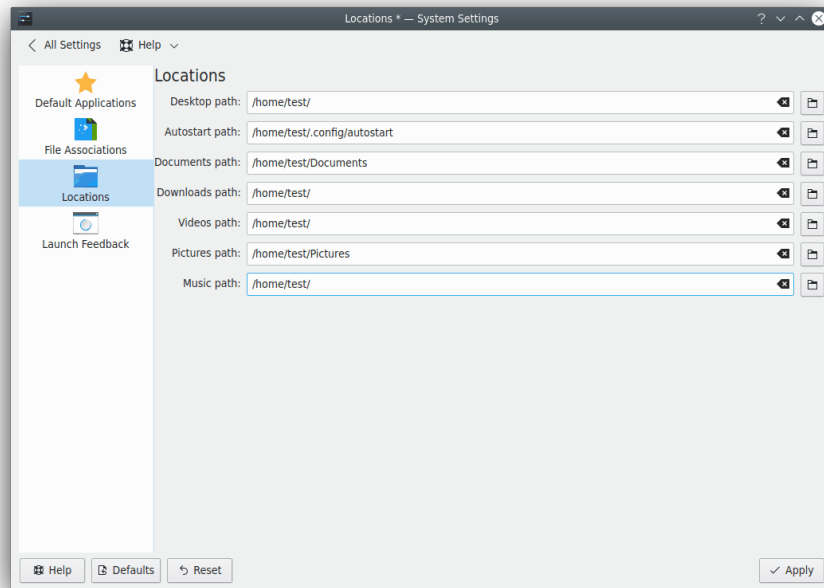 Locations * — System Settings
All Settings Help
Default Applications
File Associations
Locations
Launch Feedback
Locations
Desktop path: /home/test/
Autostart path: /home/test/.config/autostart
Documents path: /home/test/Documents
Downloads path: /home/test/
Videos path: /home/test/
Pictures path: /home/test/Pictures
Music path: /home/test/
Help Defaults Reset Apply